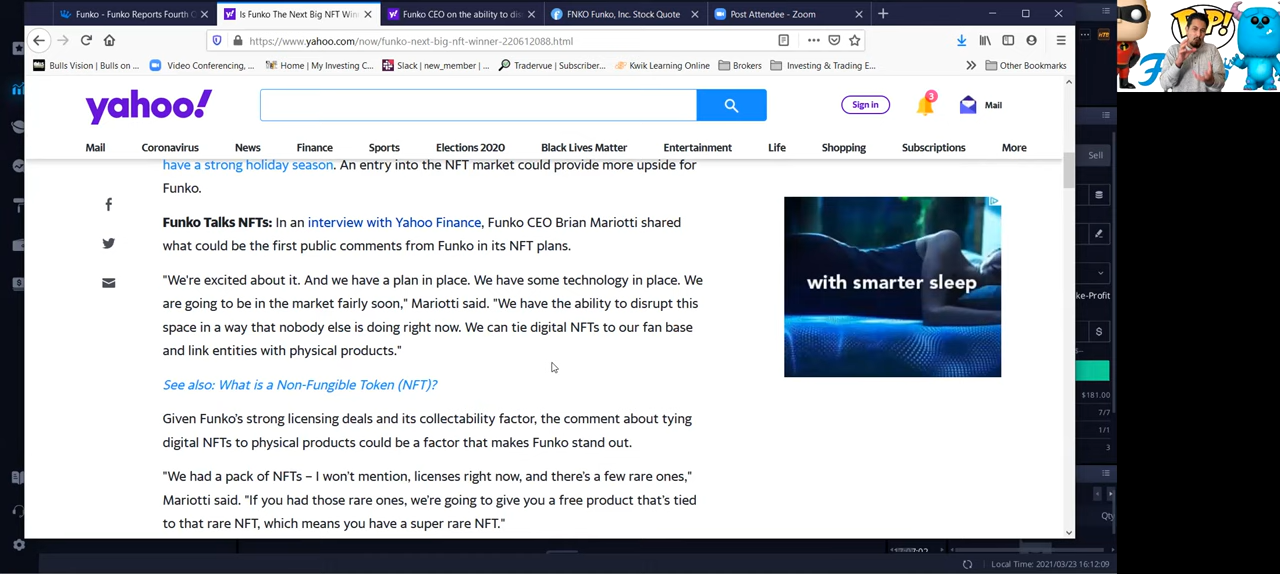 Funko - Funko Reports Fourth C
Is Funko The Next Big NFT Win
Funko CEO on the ability to dis
FNKO Funko, Inc. Stock Quote
Post Attendee - Zoom
https://www.yahoo.com/now/funko-next-big-nft-winner-220612088.html
Bulls Vision | Bulls on ...
Video Conferencing, ...
Home | My Investing C...
Slack | new_member | ...
Tradervue | Subscriber...
Kwik Learning Online
Brokers
Investing & Trading E...
Other Bookmarks
yahoo!
Sign in
3
Mail
Mail
Coronavirus
News
Finance
Sports
Elections 2020
Black Lives Matter
Entertainment
Life
Shopping
Subscriptions
More
have a strong holiday season. An entry into the NFT market could provide more upside for
Funko.
Funko Talks NFTs: In an interview with Yahoo Finance, Funko CEO Brian Mariotti shared
what could be the first public comments from Funko in its NFT plans.
"We're excited about it. And we have a plan in place. We have some technology in place. We
are going to be in the market fairly soon," Mariotti said. "We have the ability to disrupt this
space in a way that nobody else is doing right now. We can tie digital NFTs to our fan base
and link entities with physical products."
See also: What is a Non-Fungible Token (NFT)?
Given Funko's strong licensing deals and its collectability factor, the comment about tying
digital NFTs to physical products could be a factor that makes Funko stand out.
"We had a pack of NFTs – I won't mention, licenses right now, and there's a few rare ones,"
Mariotti said. "If you had those rare ones, we're going to give you a free product that's tied
to that rare NFT, which means you have a super rare NFT."
with smarter sleep
POP!
Sell
ke-Profit
$
$181.00
7/7
1/1
3
Qty
Local Time: 2021/03/23 16:12:09